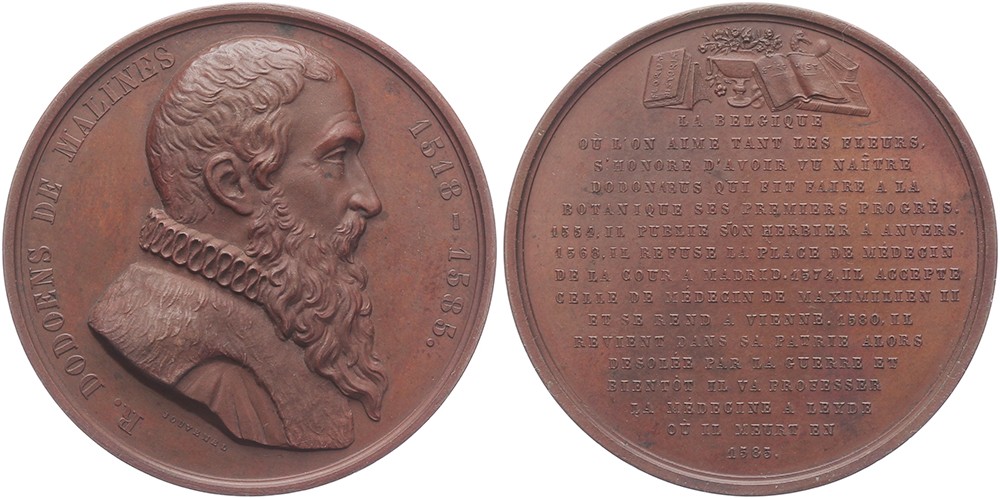 R. DODOENS DE MALINES
1518-1585.
LA BELGIQUE
OÙ L'ON AIME TANT LES FLEURS,
S'HONORE D'AVOIR VU NAÎTRE
DODONÆUS QUI FIT FAIRE A LA
BOTANIQUE SES PREMIERS PROGRÈS.
1554. IL PUBLIE SON HERBIER A ANVERS.
1568. IL REFUSE LA PLACE DE MÉDECIN
DE LA COUR A MADRID. 1574. IL ACCEPTE
CELLE DE MÉDECIN DE MAXIMILIEN II
ET SE REND A VIENNE. 1580. IL
REVIENT DANS SA PATRIE ALORS
DESOLÉE PAR LA GUERRE ET
BIENTOT IL VA PROFESSER
LA MÉDECINE A LEYDE
OÙ IL MEURT EN
1585.